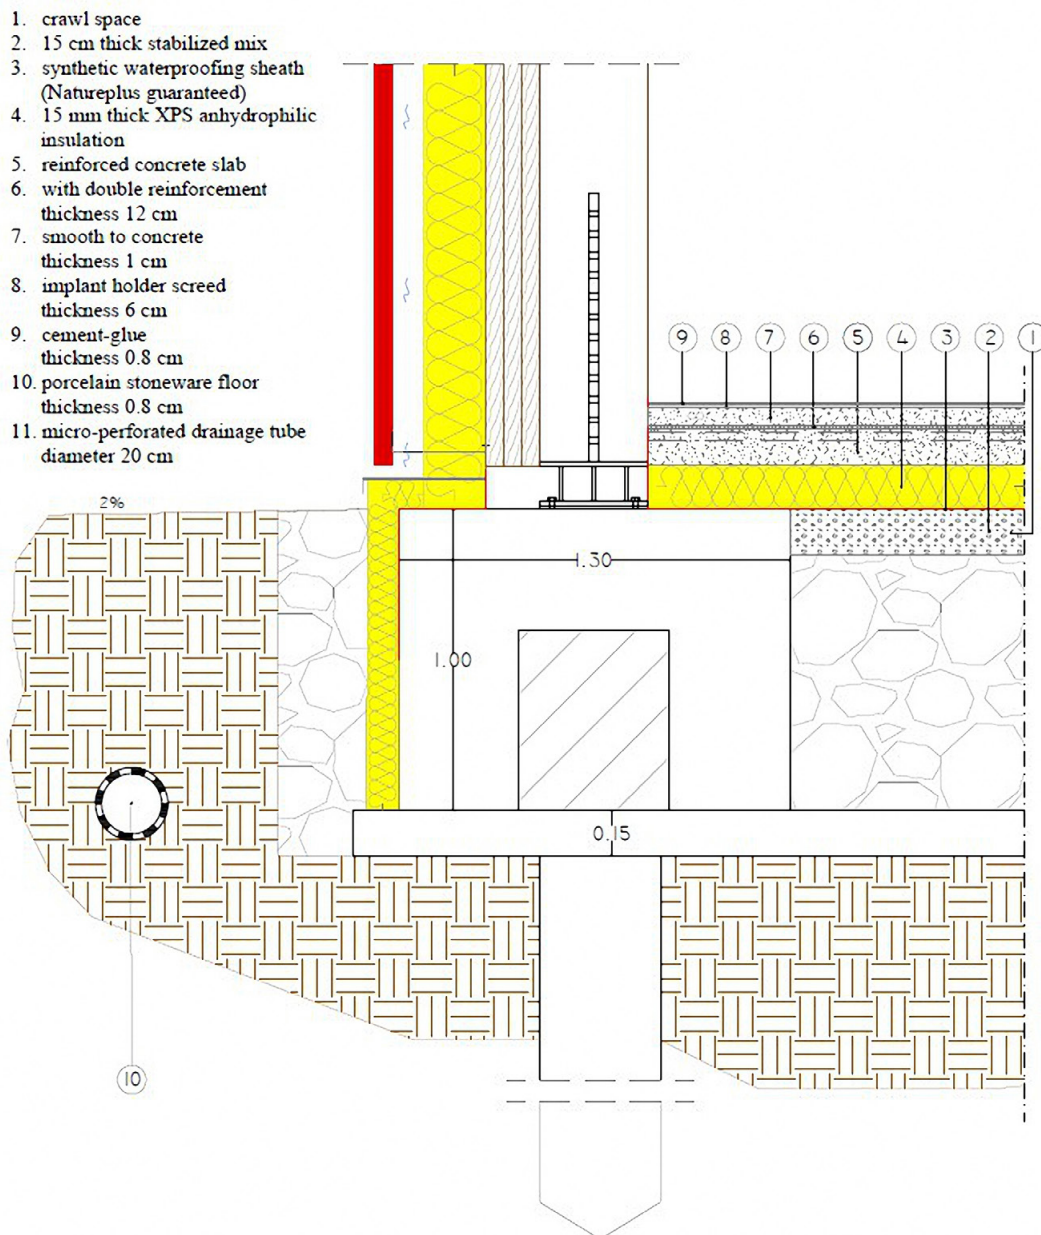 1. crawl space
2. 15 cm thick stabilized mix
3. synthetic waterproofing sheath
(Natureplus guaranteed)
4. 15 mm thick XPS anhydrophilic
insulation
5. reinforced concrete slab
6. with double reinforcement
thickness 12 cm
7. smooth to concrete
thickness 1 cm
8. implant holder screed
thickness 6 cm
9. cement-glue
thickness 0.8 cm
10. porcelain stoneware floor
thickness 0.8 cm
11. micro-perforated drainage tube
diameter 20 cm
9 8 7 6 5 4 3 2 1
2%
1.30
1.00
0.15
10